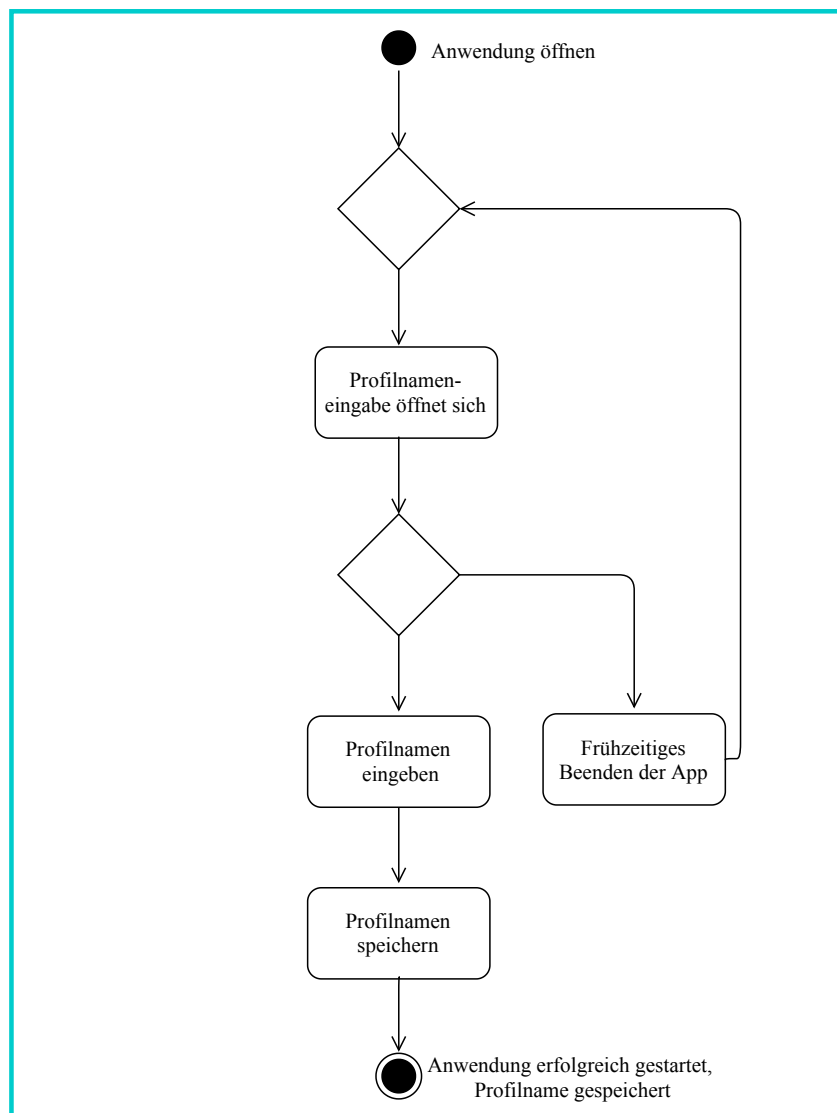 Anwendung öffnen
Profilnamen-
eingabe öffnet sich
Profilnamen
eingeben
Frühzeitiges
Beenden der App
Profilnamen
speichern
Anwendung erfolgreich gestartet,
Profilname gespeichert